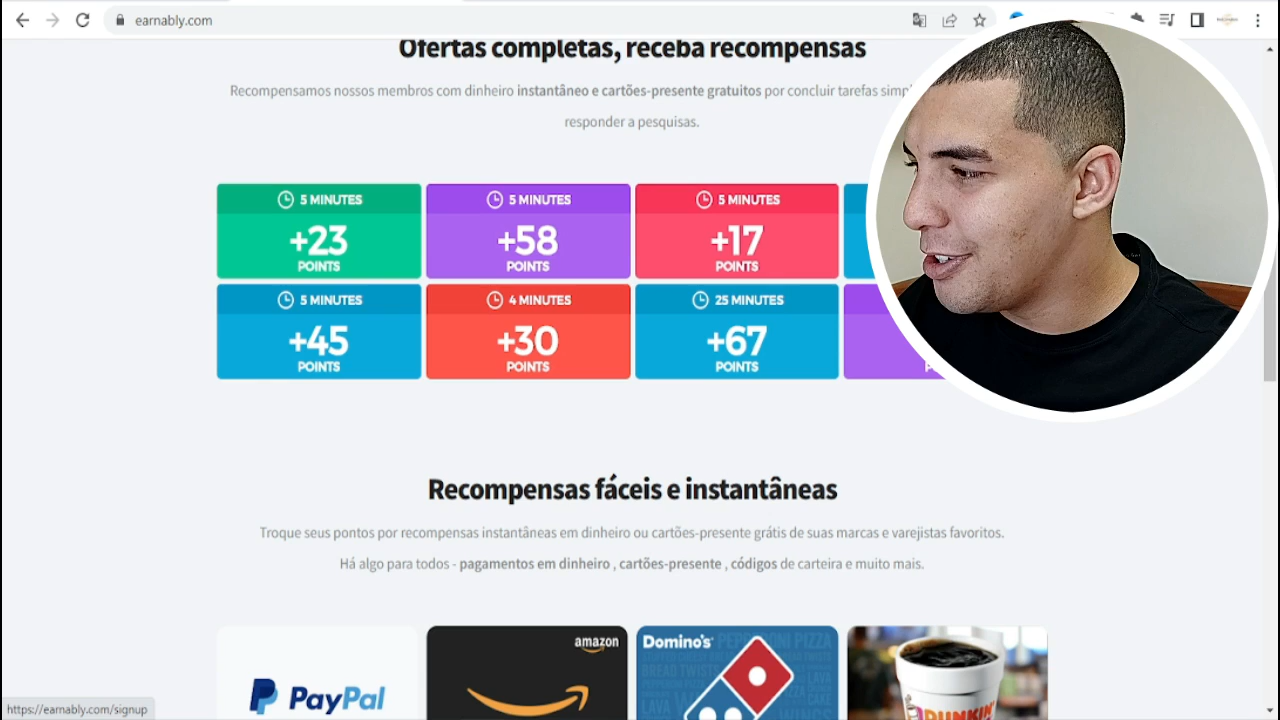 earnably.com
Ofertas completas, receba recompensas
Recompensamos nossos membros com dinheiro instantâneo e cartões-presente gratuitos por concluir tarefas
responder a pesquisas.
5 MINUTES
+23
POINTS
5 MINUTES
+58
POINTS
5 MINUTES
+17
POINTS
5 MINUTES
+45
POINTS
4 MINUTES
+30
POINTS
25 MINUTES
+67
POINTS
Recompensas fáceis e instantâneas
Troque seus pontos por recompensas instantâneas em dinheiro ou cartões-presente grátis de suas marcas e varejistas favoritos.
Há algo para todos - pagamentos em dinheiro , cartões-presente , códigos de carteira e muito mais.
PayPal
amazon
Domino's
DUNKIN'
https://earnably.com/signup